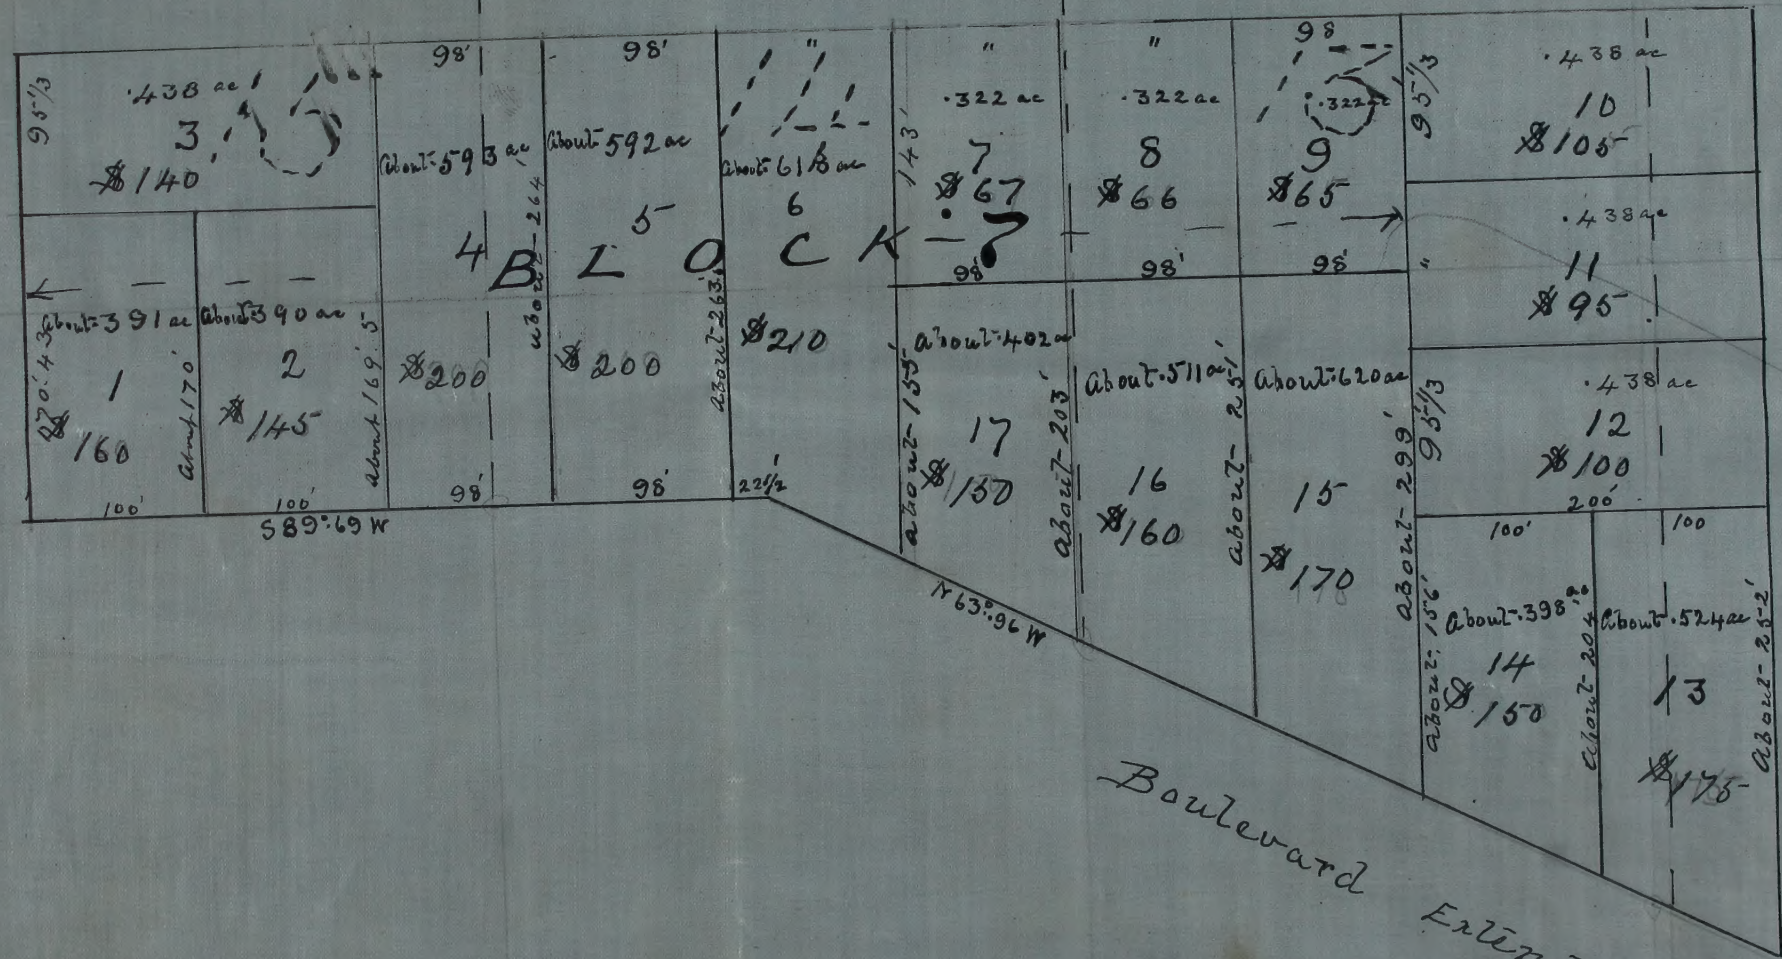 95 1/3
.438 ac
3
$140
98'
About .593 ac
4
$200
98'
about 264'
98'
About .592 ac
5
$200
98'
about 263'
"
About .618 ac
6
$210
22 1/2'
143'
"
.322 ac
7
$67
98'
"
.322 ac
8
$66
98'
98
.322 ac
9
$65
98'
95 1/3
.438 ac
10
$105
BLOCK - 7
"
.438 ac
11
$95
95 1/3
.438 ac
12
$100
200'
About .391 ac
1
$160
100'
About 170'
About .390 ac
2
$145
100'
about 169'.5
S 89°:69 W
about 155'
About .402 ac
17
$150
about 203'
About .511 ac
16
$160
about 251'
About .620 ac
15
$170
about 299'
N 63°:96 W
100'
about 156'
About .398 ac
14
$150
about 204'
100
About .524 ac
13
$175
about 252'
Boulevard